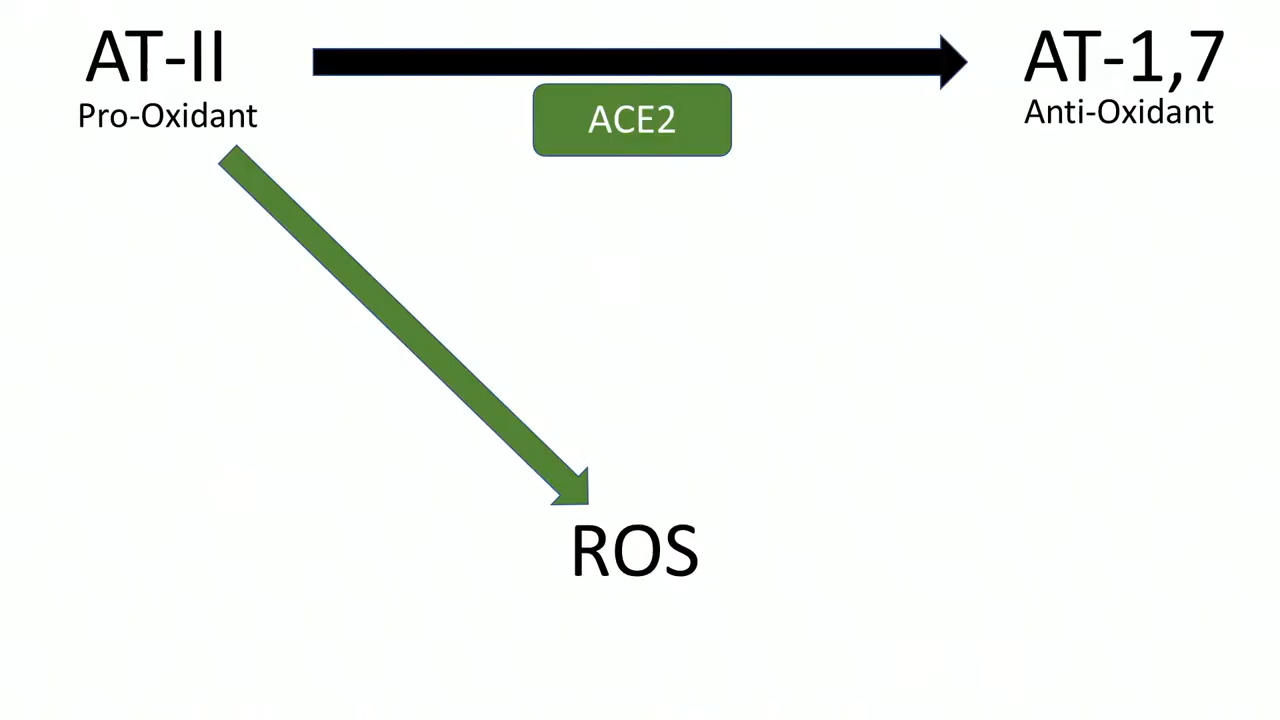 AT-II
Pro-Oxidant
ACE2
AT-1,7
Anti-Oxidant
ROS